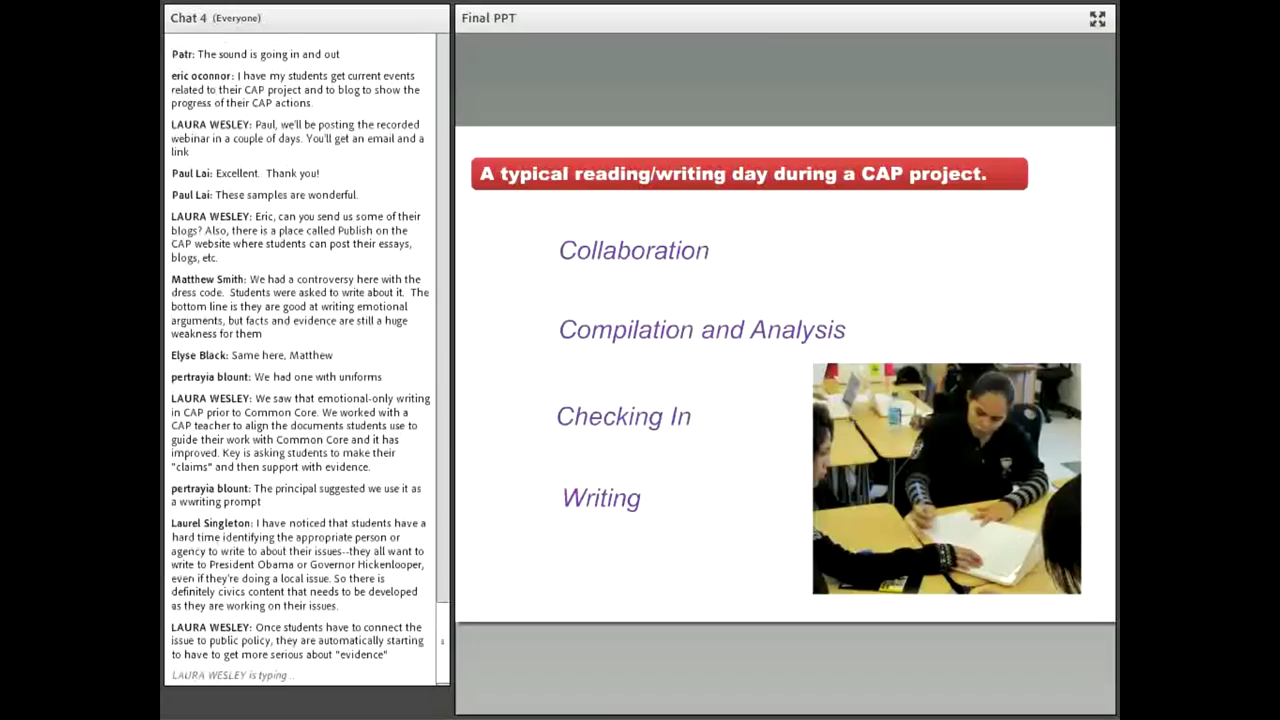 Chat 4 (Everyone)
Patr: The sound is going in and out
eric oconnor: I have my students get current events
related to their CAP project and to blog to show the
progress of their CAP actions.
LAURA WESLEY: Paul, we'll be posting the recorded
webinar in a couple of days. You'll get an email and a
link
Paul Lai: Excellent. Thank you!
Paul Lai: These samples are wonderful.
LAURA WESLEY: Eric, can you send us some of their
blogs? Also, there is a place called Publish on the
CAP website where students can post their essays,
blogs, etc.
Matthew Smith: We had a controversy here with the
dress code. Students were asked to write about it. The
bottom line is they are good at writing emotional
arguments, but facts and evidence are still a huge
weakness for them
Elyse Black: Same here, Matthew
pertrayia blount: We had one with uniforms
LAURA WESLEY: We saw that emotional-only writing
in CAP prior to Common Core. We worked with a
CAP teacher to align the documents students use to
guide their work with Common Core and it has
improved. Key is asking students to make their
"claims" and then support with evidence.
pertrayia blount: The principal suggested we use it as
a wwriting prompt
Laurel Singleton: I have noticed that students have a
hard time identifying the appropriate person or
agency to write to about their issues--they all want to
write to President Obama or Governor Hickenlooper,
even if they're doing a local issue. So there is
definitely civics content that needs to be developed
as they are working on their issues.
LAURA WESLEY: Once students have to connect the
issue to public policy, they are automatically starting
to have to get more serious about "evidence"
LAURA WESLEY is typing...
Final PPT
A typical reading/writing day during a CAP project.
Collaboration
Compilation and Analysis
Checking In
Writing